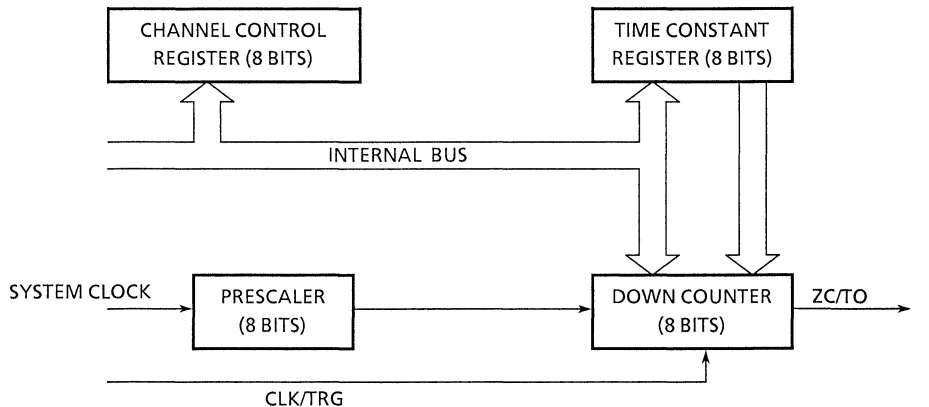 CHANNEL CONTROL
REGISTER (8 BITS)
TIME CONSTANT
REGISTER (8 BITS)
INTERNAL BUS
SYSTEM CLOCK
PRESCALER
(8 BITS)
DOWN COUNTER
(8 BITS)
ZC/TO
CLK/TRG